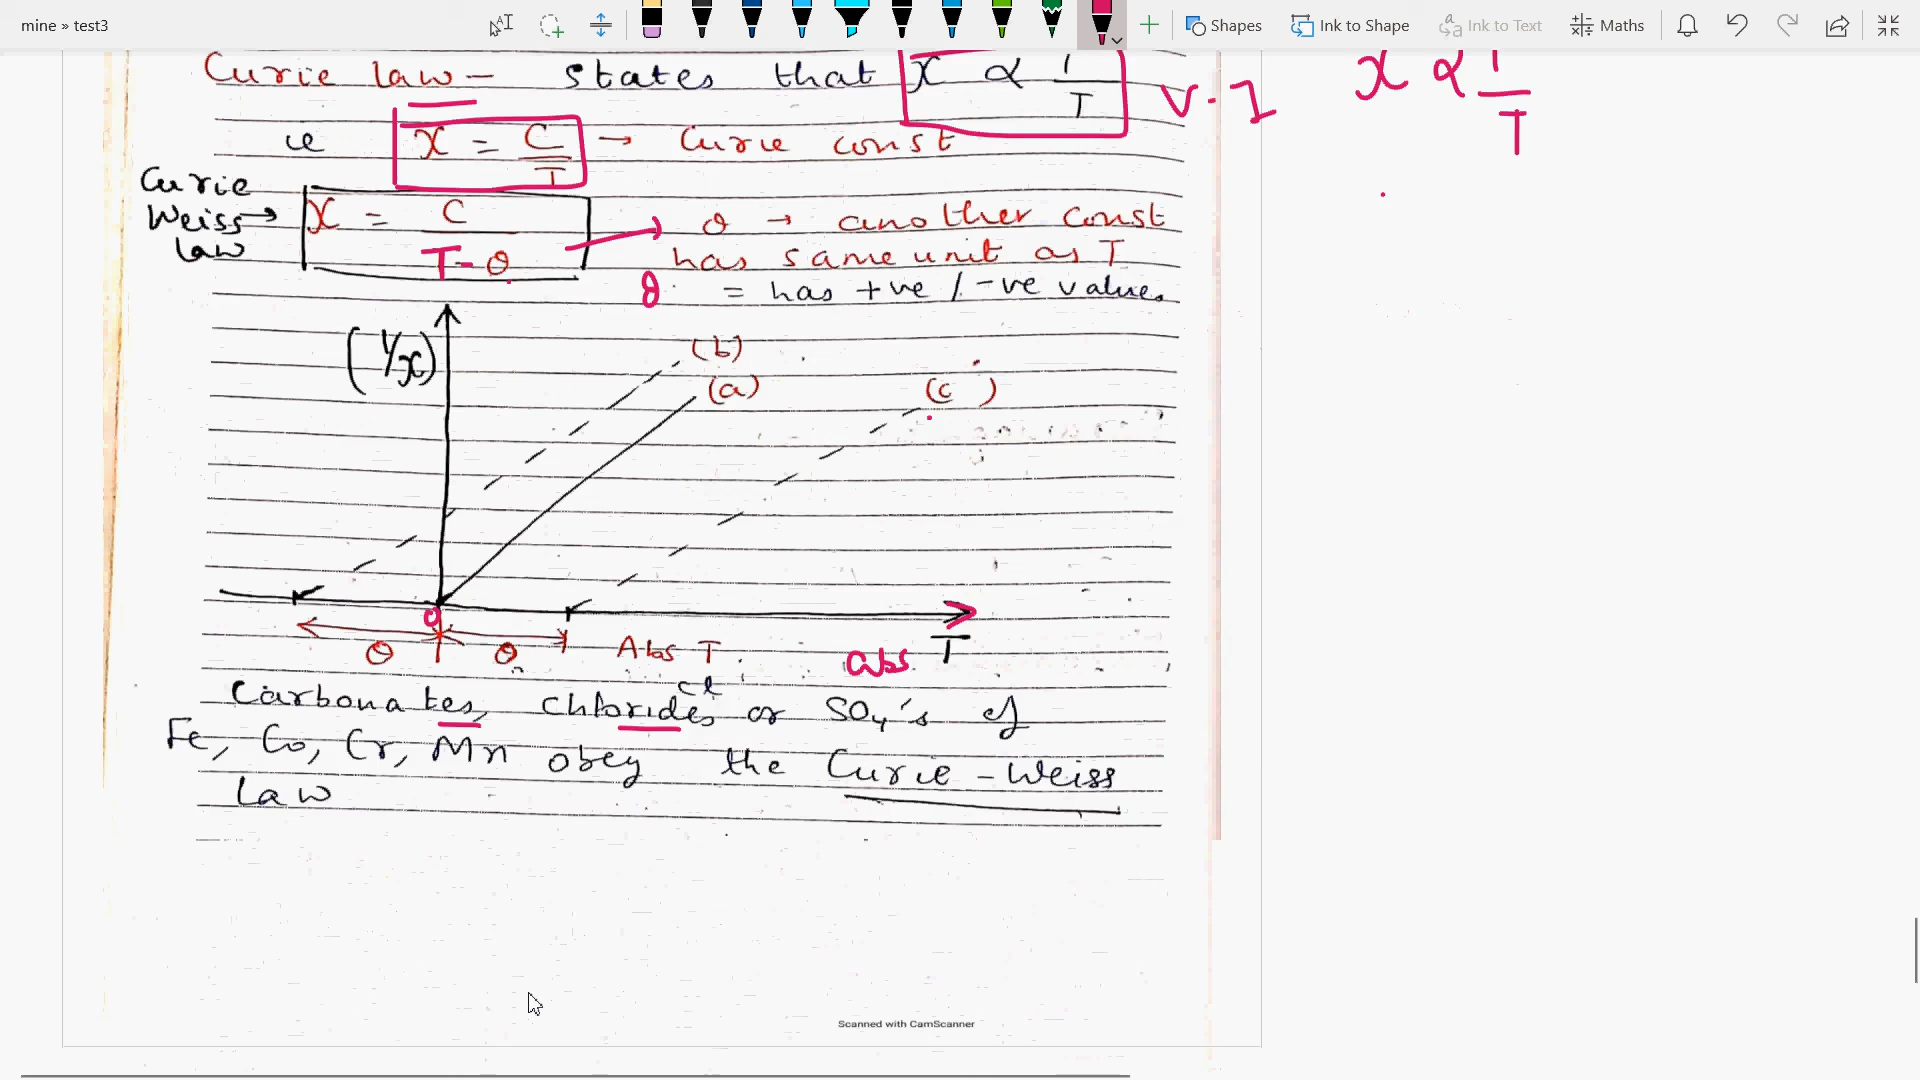 mine » test3
Shapes Ink to Shape Ink to Text Maths
Curie law - states that x ∝ 1/T V.I
x ∝ 1/T
ie x = C/T → Curie const
Curie Weiss law → x = C/(T-θ) → θ → another const
has same unit as T
θ = has +ve / -ve values.
(1/x)
(b)
(a)
(c)
0
θ θ Abs T. abs T
cl
Carbonates, chlorides or SO4's of
Fe, Co, Cr, Mn obey the Curie - Weiss
law
Scanned with CamScanner